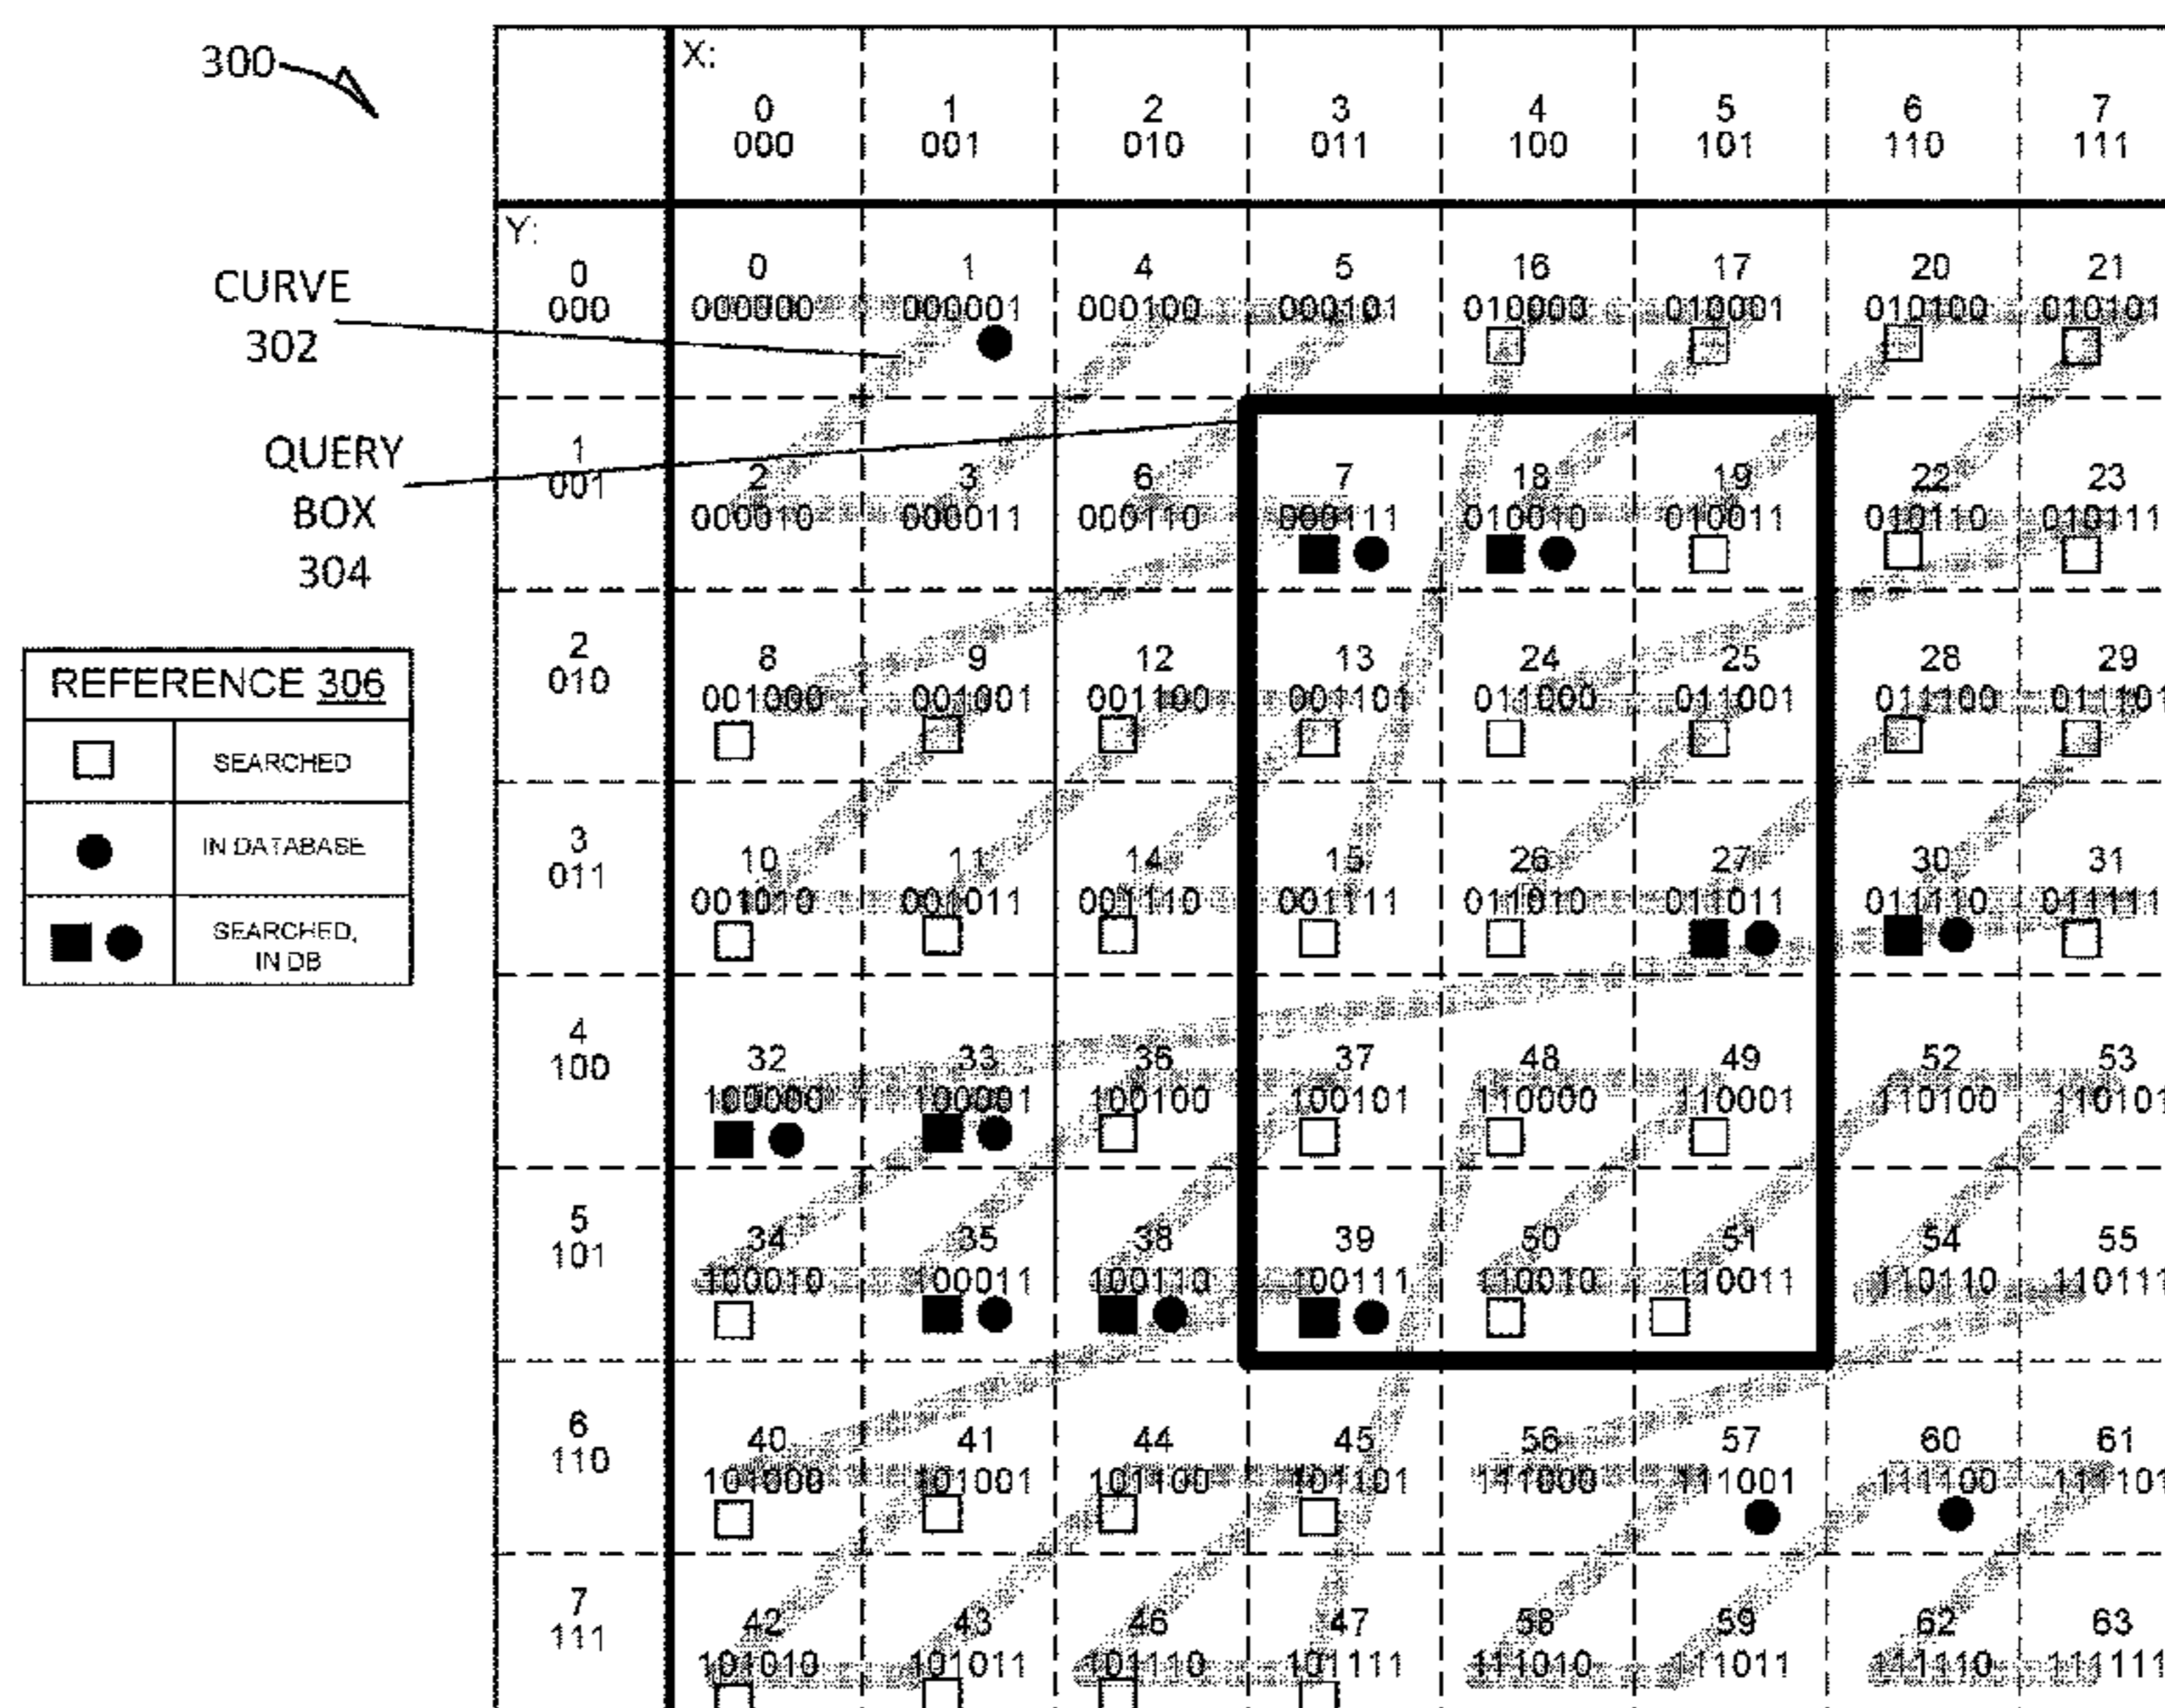 300
X:
0 1 2 3 4 5 6 7
000 001 010 011 100 101 110 111
Y:
CURVE
302
0 0 1 4 5 16 17 20 21
000 000000 000001 000100 000101 010000 010001 010100 010101
QUERY
BOX
304
1 2 3 6 7 18 19 22 23
001 000010 000011 000110 000111 010010 010011 010110 010111
REFERENCE 306
SEARCHED
IN DATABASE
SEARCHED,
IN DB
2 8 9 12 13 24 25 28 29
010 001000 001001 001100 001101 011000 011001 011100 011101
3 10 11 14 15 26 27 30 31
011 001010 001011 001110 001111 011010 011011 011110 011111
4 32 33 36 37 48 49 52 53
100 100000 100001 100100 100101 110000 110001 110100 110101
5 34 35 38 39 50 51 54 55
101 100010 100011 100110 100111 110010 110011 110110 110111
6 40 41 44 45 56 57 60 61
110 101000 101001 101100 101101 111000 111001 111100 111101
7 42 43 46 47 58 59 62 63
111 101010 101011 101110 101111 111010 111011 111110 111111